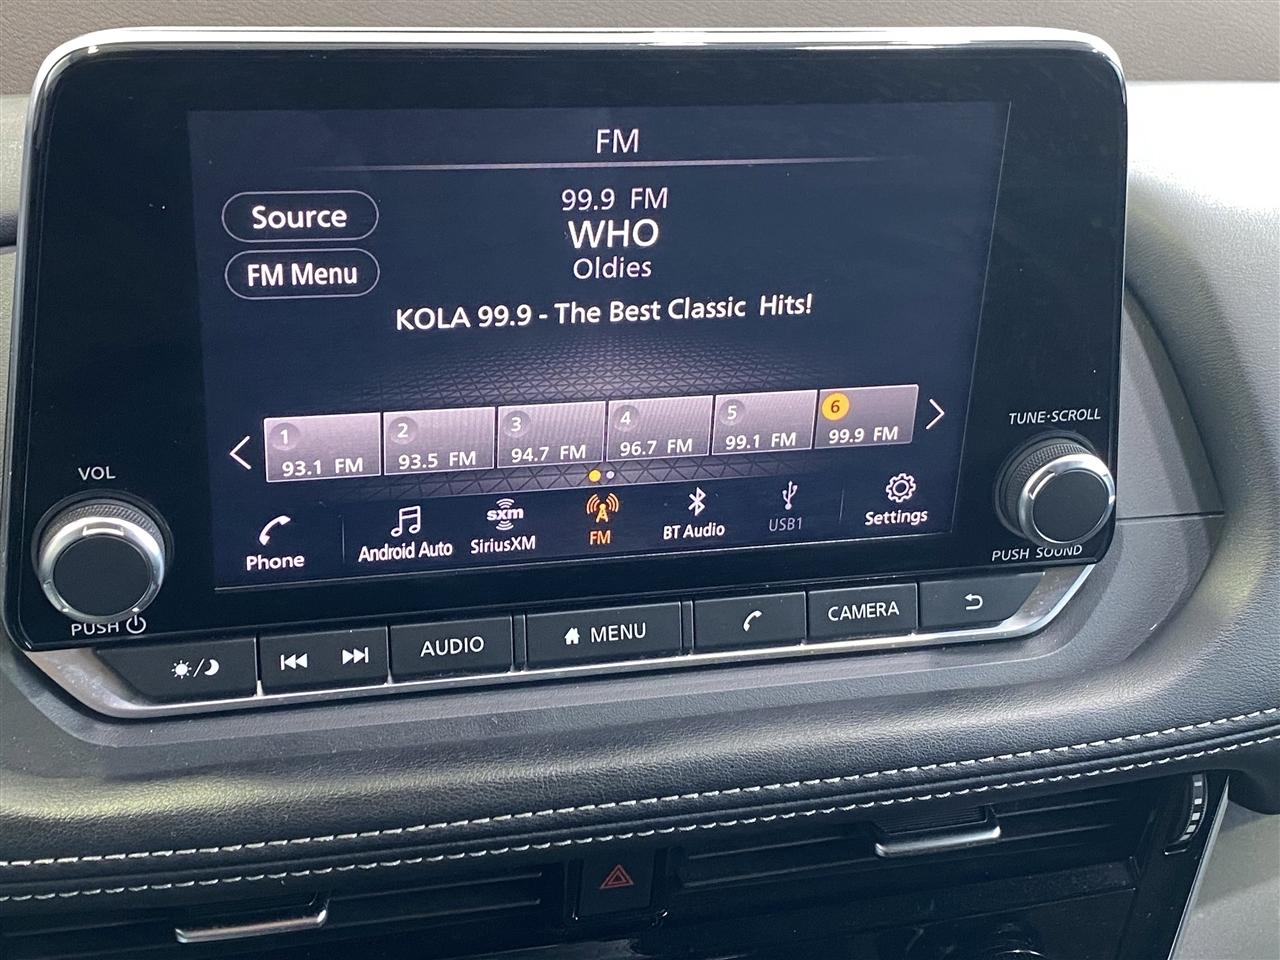 FM
Source
99.9 FM
WHO
FM Menu
Oldies
KOLA 99.9 - The Best Classic Hits!
1 2 3 4 5 6
93.1 FM 93.5 FM 94.7 FM 96.7 FM 99.1 FM 99.9 FM
TUNE·SCROLL
VOL
sxm
Phone Android Auto SiriusXM FM BT Audio USB1 Settings
PUSH SOUND
PUSH
AUDIO MENU CAMERA